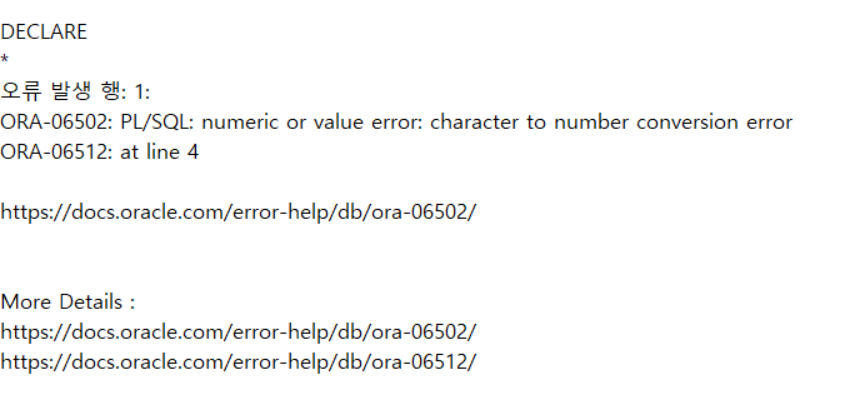 DECLARE
*
오류 발생 행: 1:
ORA-06502: PL/SQL: numeric or value error: character to number conversion error
ORA-06512: at line 4
https://docs.oracle.com/error-help/db/ora-06502/
More Details :
https://docs.oracle.com/error-help/db/ora-06502/
https://docs.oracle.com/error-help/db/ora-06512/